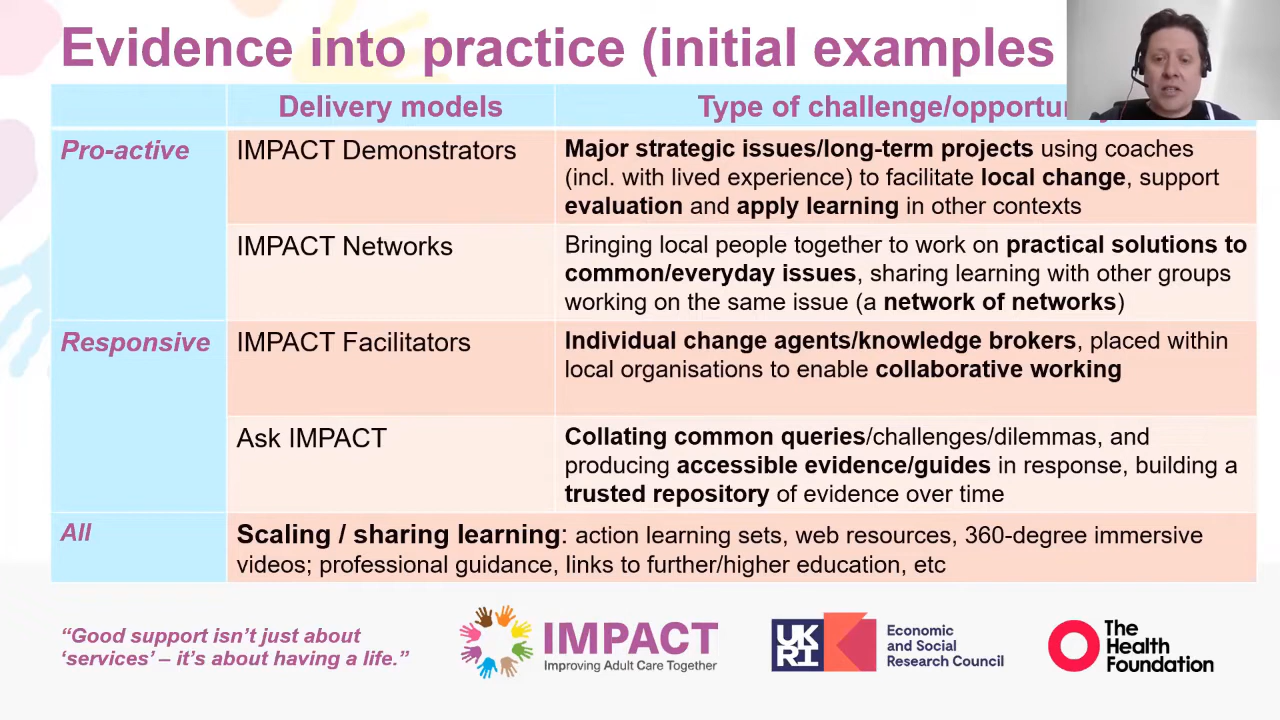 Evidence into practice (initial examples
Delivery models
Type of challenge/opportu
Pro-active
IMPACT Demonstrators
Major strategic issues/long-term projects using coaches
(incl. with lived experience) to facilitate local change, support
evaluation and apply learning in other contexts
IMPACT Networks
Bringing local people together to work on practical solutions to
common/everyday issues, sharing learning with other groups
working on the same issue (a network of networks)
Responsive
IMPACT Facilitators
Individual change agents/knowledge brokers, placed within
local organisations to enable collaborative working
Ask IMPACT
Collating common queries/challenges/dilemmas, and
producing accessible evidence/guides in response, building a
trusted repository of evidence over time
All
Scaling / sharing learning: action learning sets, web resources, 360-degree immersive
videos; professional guidance, links to further/higher education, etc
“Good support isn’t just about
‘services’ – it’s about having a life.”
IMPACT
Improving Adult Care Together
UK
RI
Economic
and Social
Research Council
The
Health
Foundation